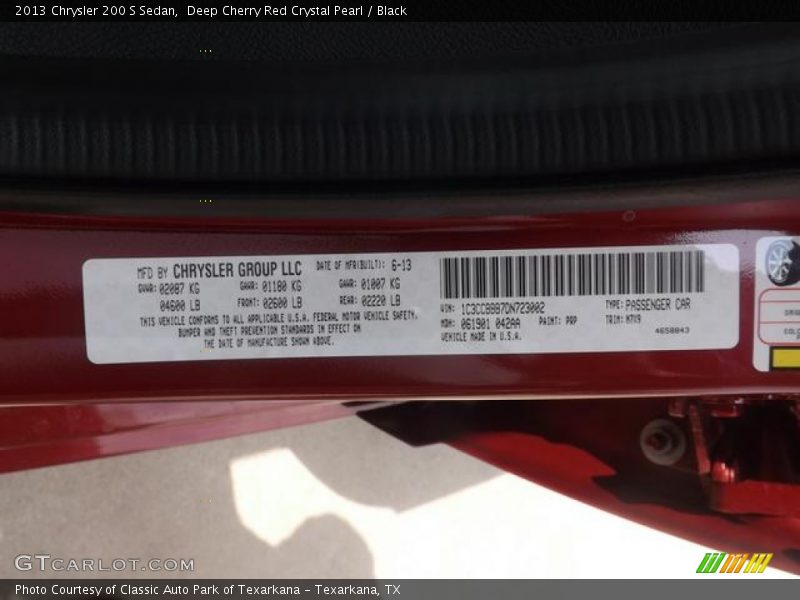 2013 Chrysler 200 S Sedan, Deep Cherry Red Crystal Pearl / Black
MFD BY CHRYSLER GROUP LLC DATE OF MFR(BUILT): 6-13
GVWR: 02087 KG GAWR: 01180 KG GAWR: 01007 KG
04600 LB FRONT: 02600 LB REAR: 02220 LB
THIS VEHICLE CONFORMS TO ALL APPLICABLE U.S.A. FEDERAL MOTOR VEHICLE SAFETY,
BUMPER AND THEFT PREVENTION STANDARDS IN EFFECT ON
THE DATE OF MANUFACTURE SHOWN ABOVE.
VIN: 1C3CCBBB7DN723002 TYPE: PASSENGER CAR
MDH: 061901 042AA PAINT: PRP TRIM: M7V9
VEHICLE MADE IN U.S.A. 4658843
GTCARLOT.COM
Photo Courtesy of Classic Auto Park of Texarkana – Texarkana, TX